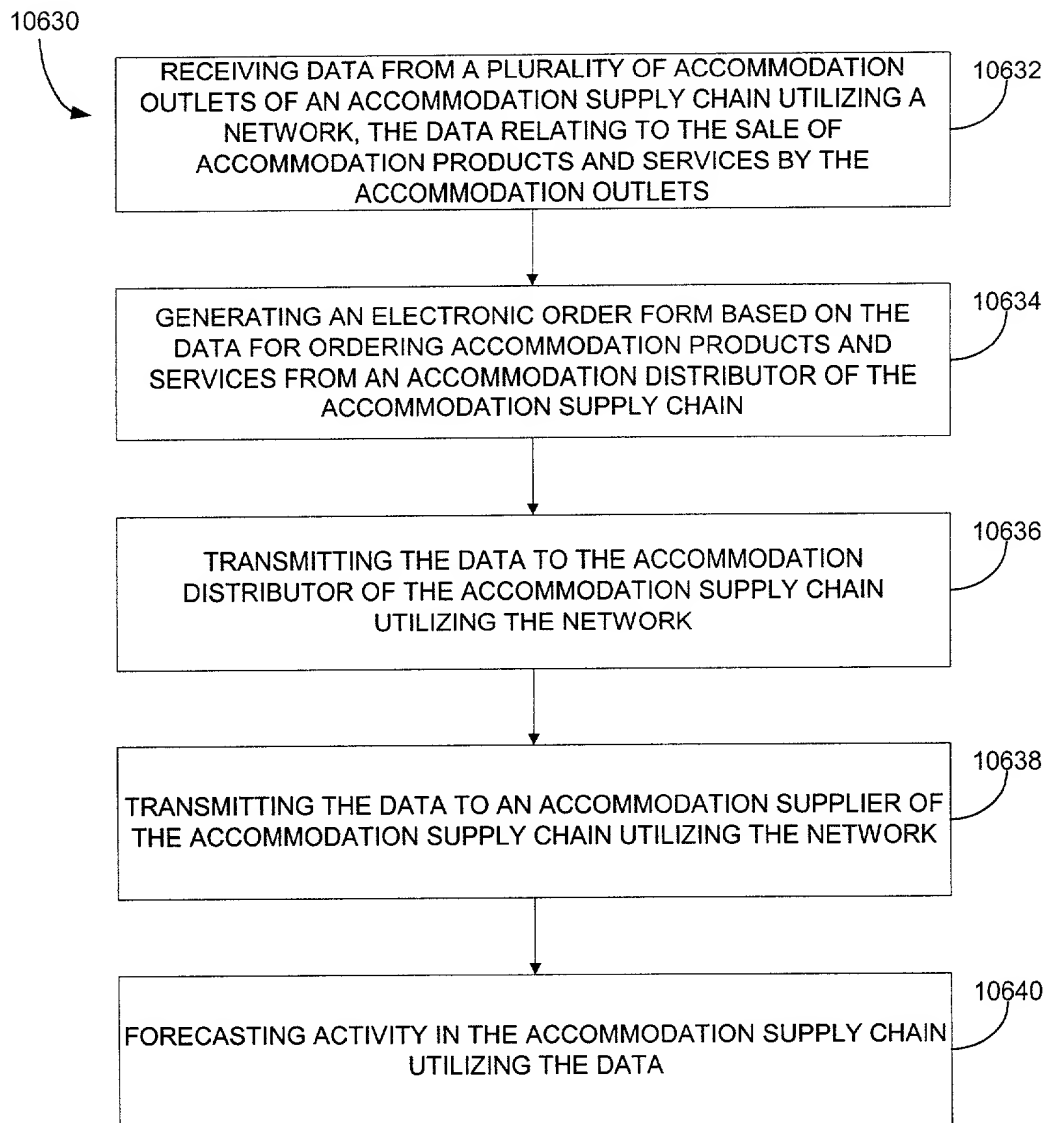 10630
RECEIVING DATA FROM A PLURALITY OF ACCOMMODATION
OUTLETS OF AN ACCOMMODATION SUPPLY CHAIN UTILIZING A
NETWORK, THE DATA RELATING TO THE SALE OF
ACCOMMODATION PRODUCTS AND SERVICES BY THE
ACCOMMODATION OUTLETS
10632
GENERATING AN ELECTRONIC ORDER FORM BASED ON THE
DATA FOR ORDERING ACCOMMODATION PRODUCTS AND
SERVICES FROM AN ACCOMMODATION DISTRIBUTOR OF THE
ACCOMMODATION SUPPLY CHAIN
10634
TRANSMITTING THE DATA TO THE ACCOMMODATION
DISTRIBUTOR OF THE ACCOMMODATION SUPPLY CHAIN
UTILIZING THE NETWORK
10636
TRANSMITTING THE DATA TO AN ACCOMMODATION SUPPLIER OF
THE ACCOMMODATION SUPPLY CHAIN UTILIZING THE NETWORK
10638
FORECASTING ACTIVITY IN THE ACCOMMODATION SUPPLY CHAIN
UTILIZING THE DATA
10640